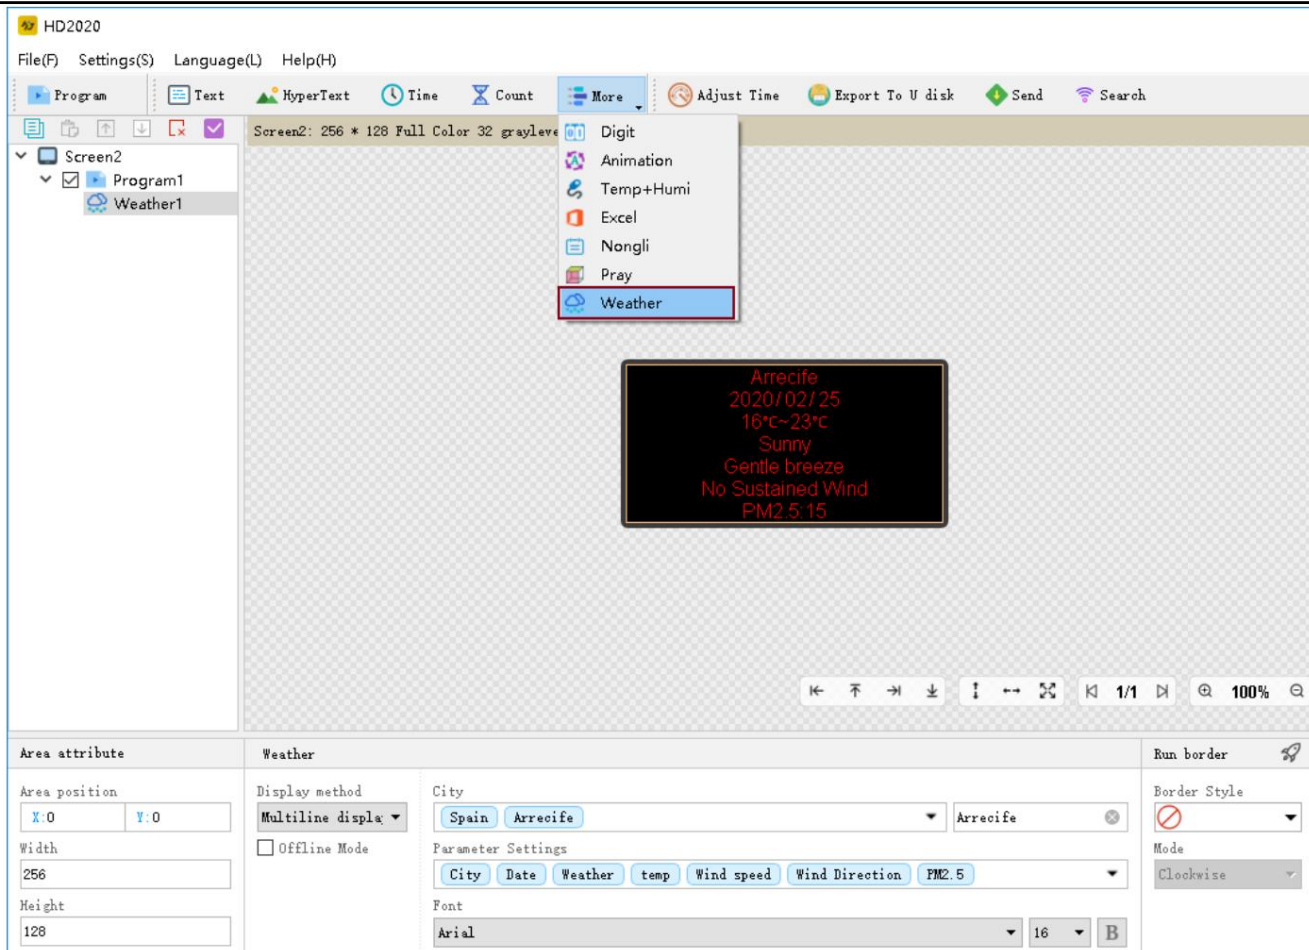 HD2020
File(F) Settings(S) Language(L) Help(H)
Program Text HyperText Time Count More Adjust Time Export To U disk Send Search
Screen2: 256 * 128 Full Color 32 grayleve
Screen2
Program1
Weather1
Digit
Animation
Temp+Humi
Excel
Nongli
Pray
Weather
Arrecife
2020/02/25
16℃~23℃
Sunny
Gentle breeze
No Sustained Wind
PM2.5:15
1/1 100%
Area attribute
Area position
X:0 Y:0
Width
256
Height
128
Weather
Display method
Multiline displa
Offline Mode
City
Spain Arrecife Arrecife
Parameter Settings
City Date Weather temp Wind speed Wind Direction PM2.5
Font
Arial 16 B
Run border
Border Style
Mode
Clockwise